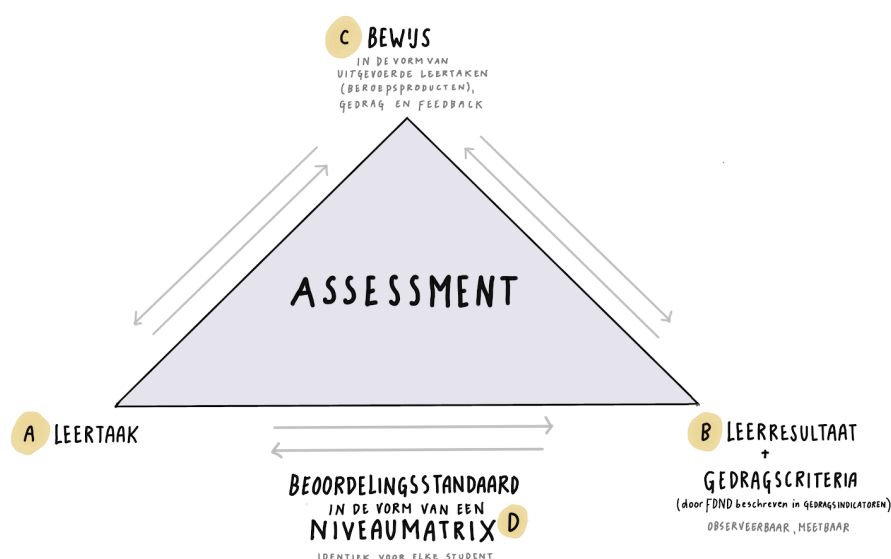 C BEWIJS
IN DE VORM VAN
UITGEVOERDE LEERTAKEN
(BEROEPSPRODUCTEN),
GEDRAG EN FEEDBACK
ASSESSMENT
A LEERTAAK
B LEERRESULTAAT
+
GEDRAGSCRITERIA
(door FDND beschreven in GEDRAGSINDICATOREN)
OBSERVEERBAAR, MEETBAAR
BEOORDELINGSSTANDAARD
IN DE VORM VAN EEN
NIVEAUMATRIX D
IDENTIEK VOOR ELKE STUDENT